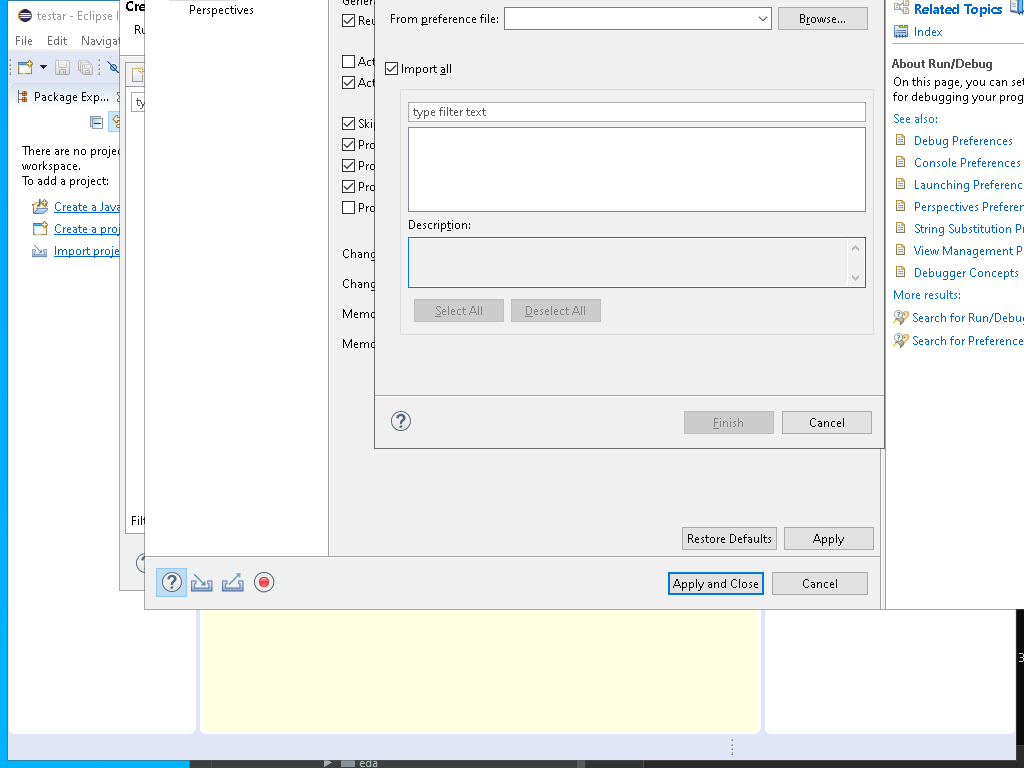 testar - Eclipse I
File Edit Navigat
Package Exp...
There are no proje
workspace.
To add a project:
Create a Java
Create a proj
Import proje
Cre
Ru
ty
Filt
Perspectives
General
Reu
Act
Act
Skip
Pro
Pro
Pro
Pro
Chang
Chang
Memo
Memo
From preference file:
Browse...
Import all
type filter text
Description:
Select All
Deselect All
Finish
Cancel
Restore Defaults
Apply
Apply and Close
Cancel
Related Topics
Index
About Run/Debug
On this page, you can set
for debugging your prog
See also:
Debug Preferences
Console Preferences
Launching Preferenc
Perspectives Preferer
String Substitution Pr
View Management P
Debugger Concepts
More results:
Search for Run/Debug
Search for Preference
3
eda